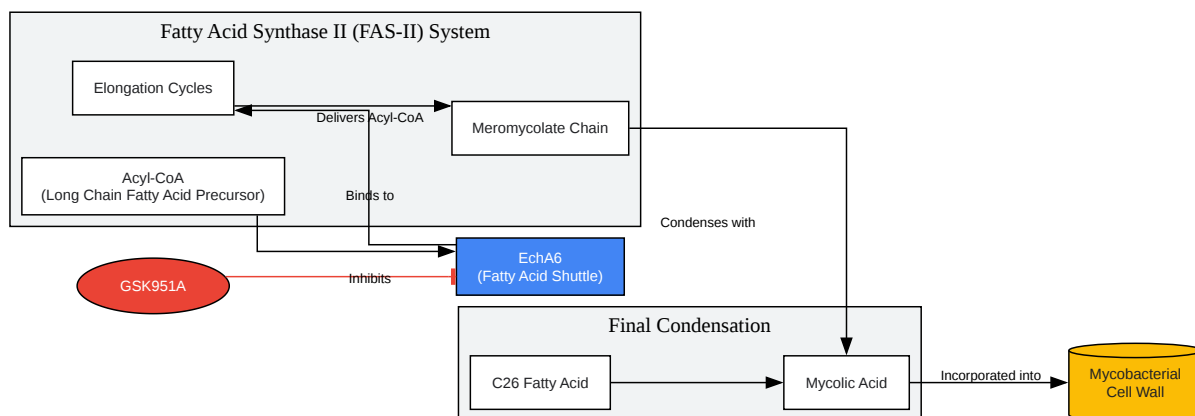 Fatty Acid Synthase II (FAS-II) System
Elongation Cycles
Delivers Acyl-CoA
Meromycolate Chain
Acyl-CoA
(Long Chain Fatty Acid Precursor)
Binds to
Condenses with
EchA6
(Fatty Acid Shuttle)
GSK951A
Inhibits
Final Condensation
C26 Fatty Acid
Mycolic Acid
Incorporated into
Mycobacterial
Cell Wall